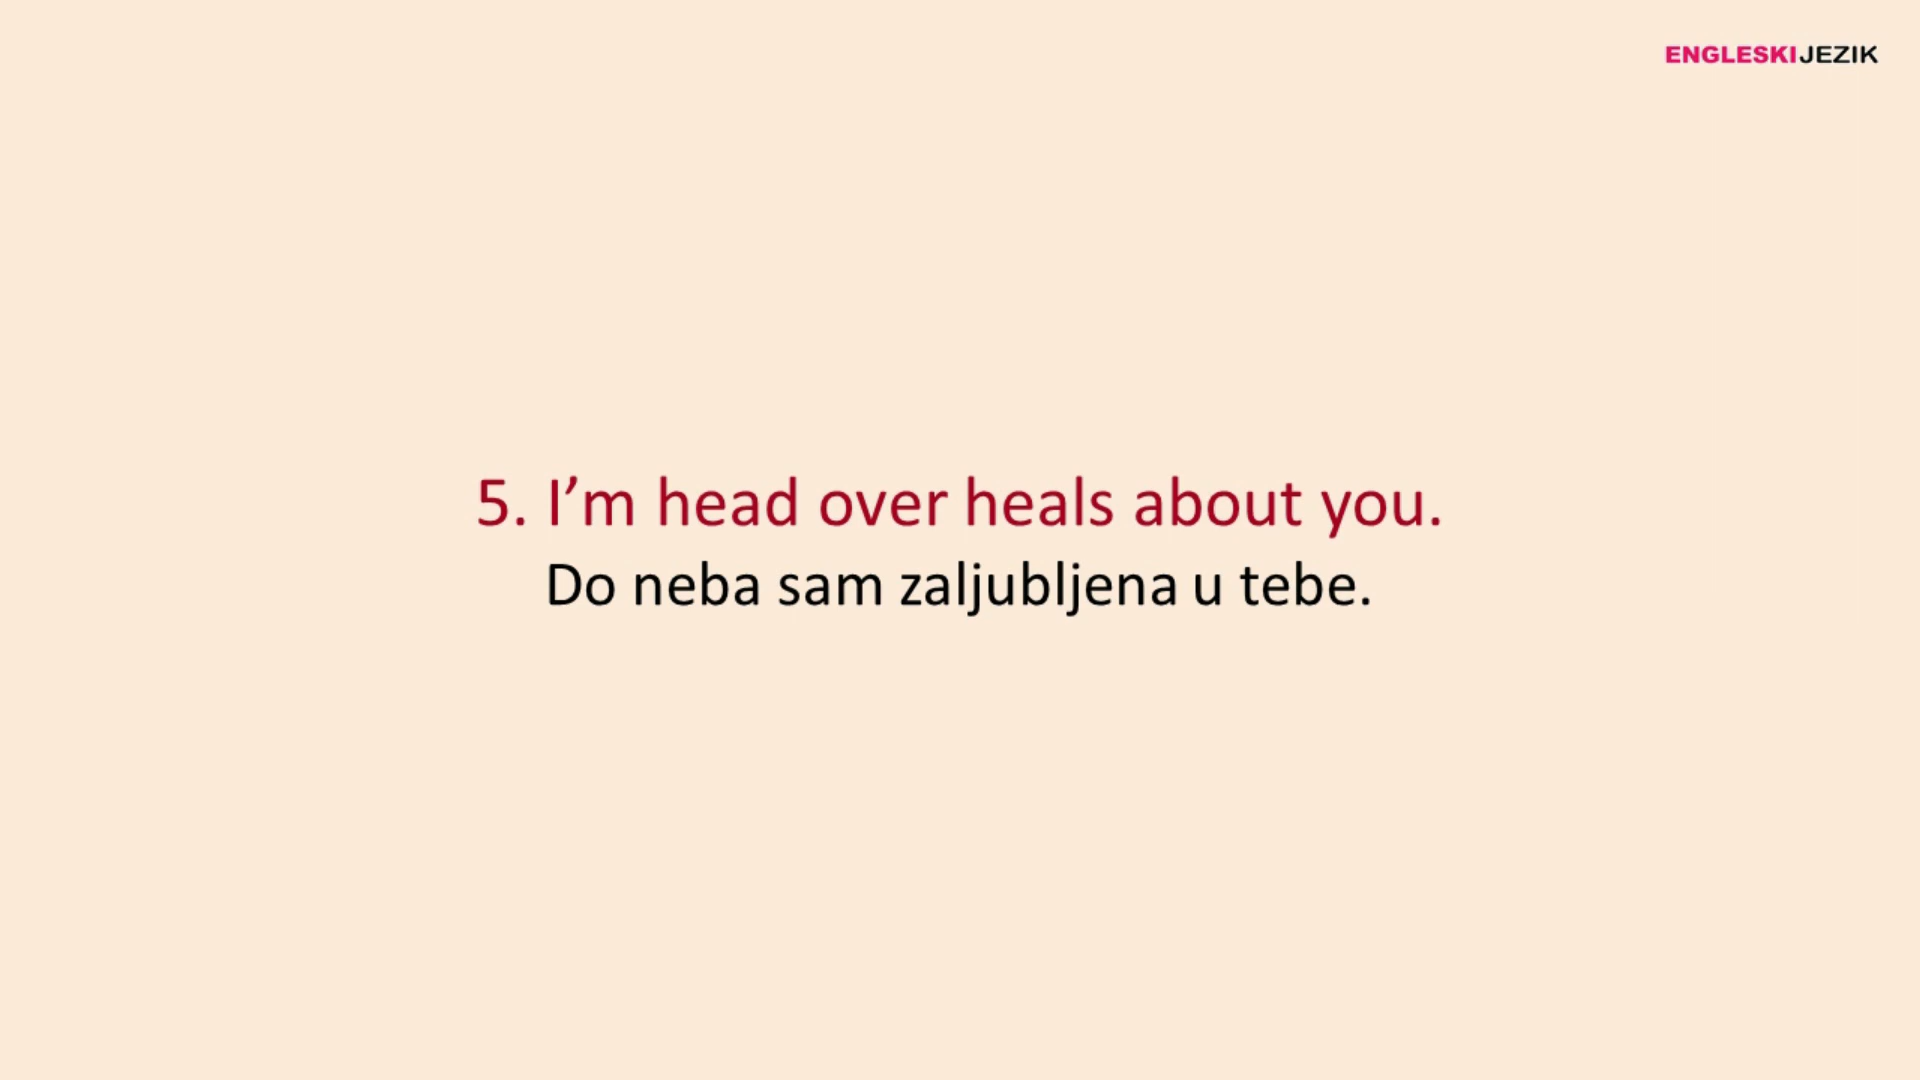 ENGLESKIJEZIK
5. I’m head over heals about you.
Do neba sam zaljubljena u tebe.